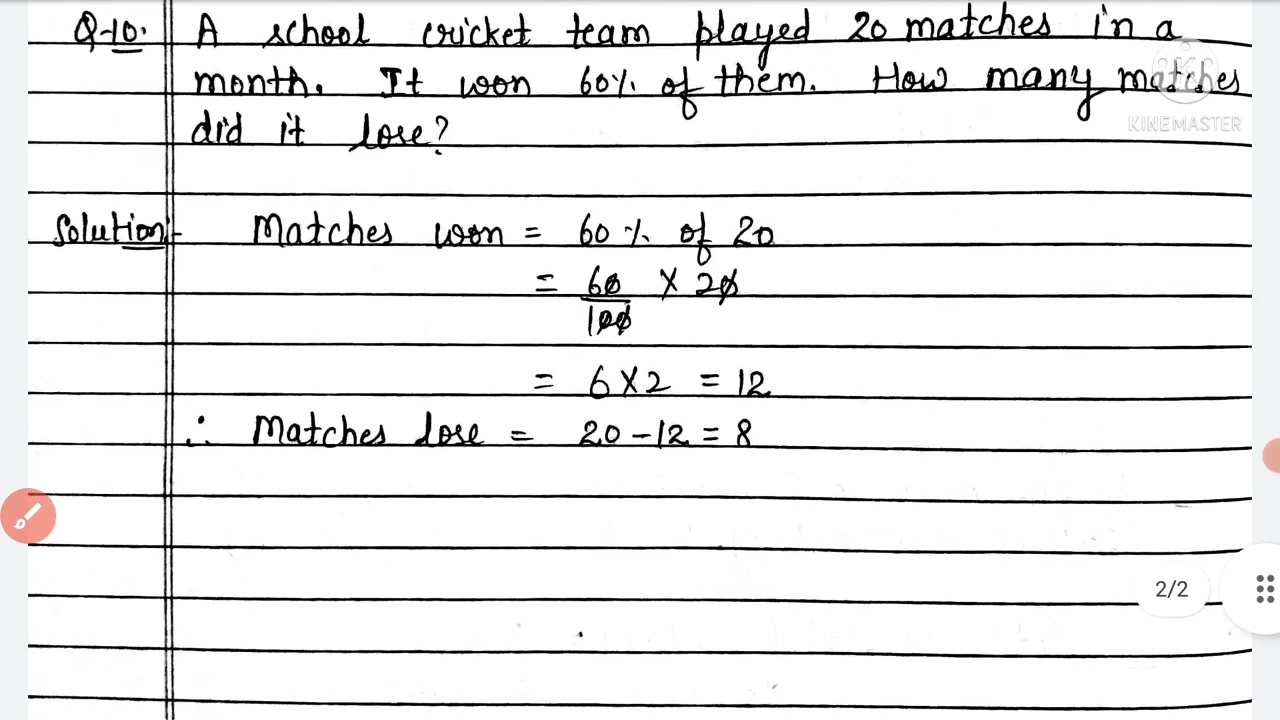 Q-10. A school cricket team played 20 matches in a
month. It won 60% of them. How many matches
KINEMASTER
did it lose?
Solution:- Matches won = 60% of 20
= 60/100 × 20
= 6×2 = 12
∴ Matches lose = 20-12 = 8
2/2